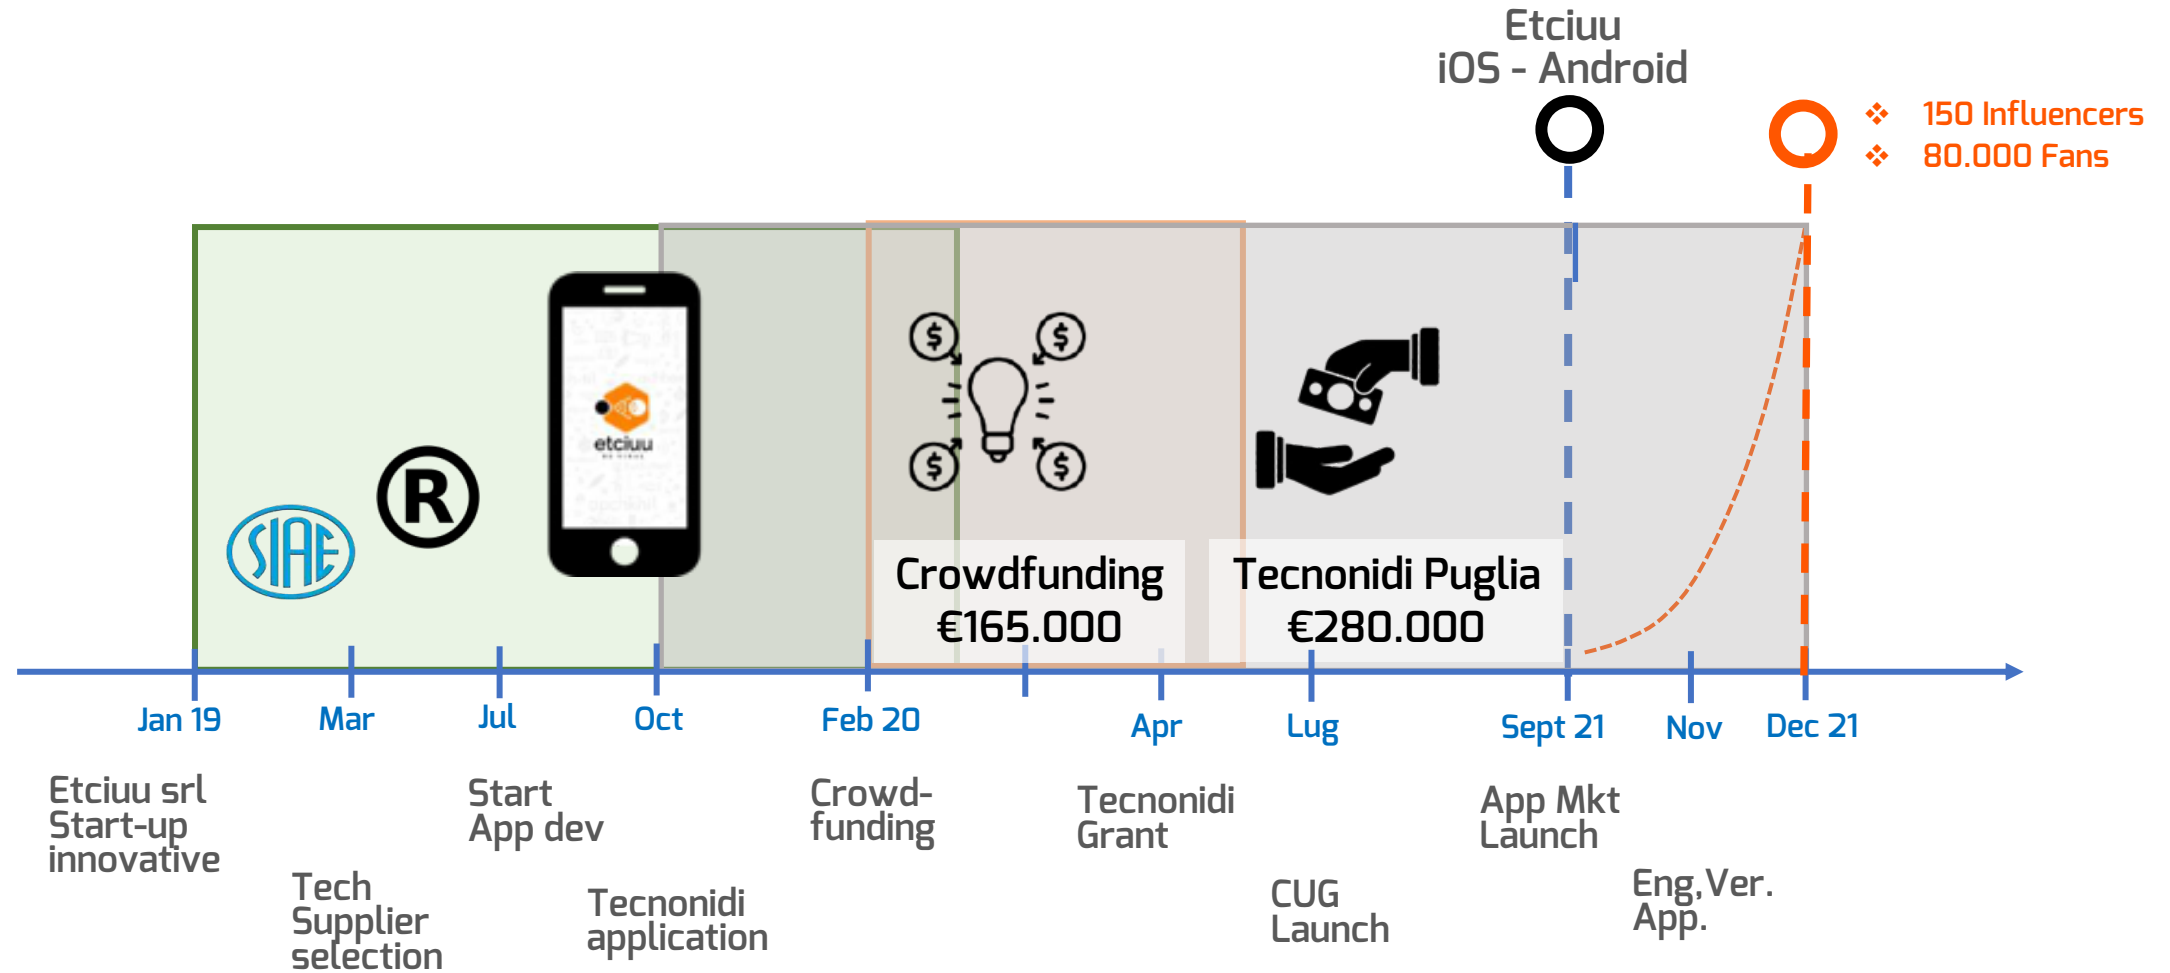 Etciuu
iOS - Android
150 Influencers
80.000 Fans
SIAE
R
etciuu
$
$
$
$
Crowdfunding
€165.000
Tecnonidi Puglia
€280.000
Jan 19
Mar
Jul
Oct
Feb 20
Apr
Lug
Sept 21
Nov
Dec 21
Etciuu srl
Start-up
innovative
Tech
Supplier
selection
Start
App dev
Tecnonidi
application
Crowd-
funding
Tecnonidi
Grant
CUG
Launch
App Mkt
Launch
Eng,Ver.
App.